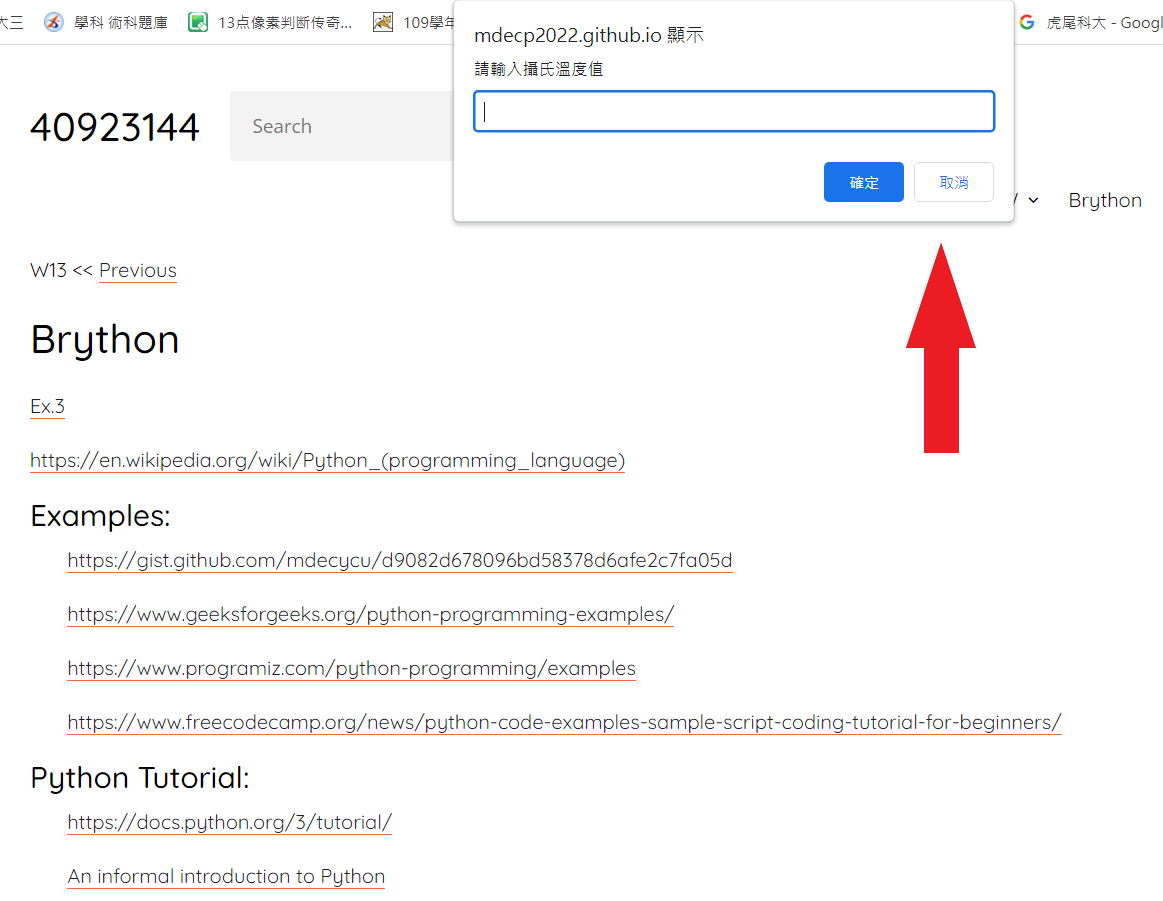 大三 學科 術科題庫 13点像素判断传奇... 109學年 虎尾科大 - Googl
mdecp2022.github.io 顯示
請輸入攝氏溫度值
確定 取消
40923144 Search
Brython
W13 << Previous
Brython
Ex.3
https://en.wikipedia.org/wiki/Python_(programming_language)
Examples:
https://gist.github.com/mdecycu/d9082d678096bd58378d6afe2c7fa05d
https://www.geeksforgeeks.org/python-programming-examples/
https://www.programiz.com/python-programming/examples
https://www.freecodecamp.org/news/python-code-examples-sample-script-coding-tutorial-for-beginners/
Python Tutorial:
https://docs.python.org/3/tutorial/
An informal introduction to Python